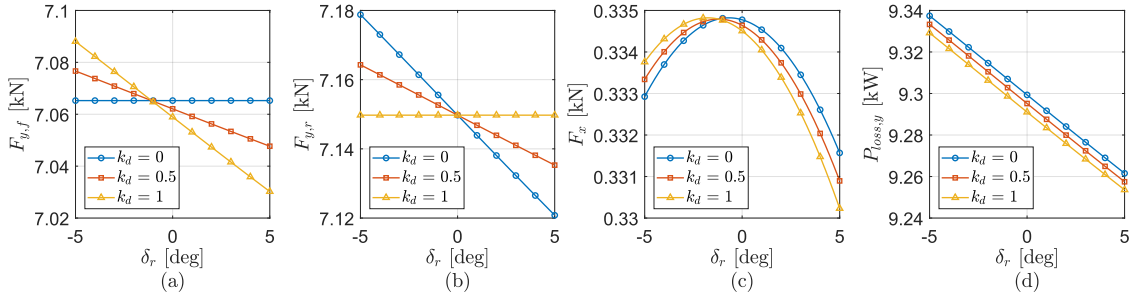 7.1
7.08
7.06
7.04
7.02
F_{y,f} [kN]
k_d = 0
k_d = 0.5
k_d = 1
-5 0 5
δ_r [deg]
(a)
7.18
7.16
7.14
7.12
F_{y,r} [kN]
k_d = 0
k_d = 0.5
k_d = 1
-5 0 5
δ_r [deg]
(b)
0.335
0.334
0.333
0.332
0.331
0.33
F_x [kN]
k_d = 0
k_d = 0.5
k_d = 1
-5 0 5
δ_r [deg]
(c)
9.34
9.32
9.3
9.28
9.26
9.24
P_{loss,y} [kW]
k_d = 0
k_d = 0.5
k_d = 1
-5 0 5
δ_r [deg]
(d)